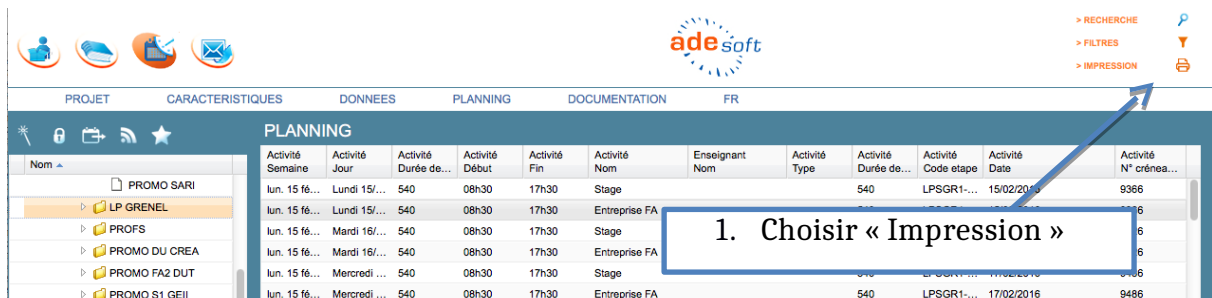 > RECHERCHE
> FILTRES
> IMPRESSION
adesoft
PROJET CARACTERISTIQUES DONNEES PLANNING DOCUMENTATION FR
PLANNING
Nom
Activité Semaine Activité Jour Activité Durée de... Activité Début Activité Fin Activité Nom Enseignant Nom Activité Type Activité Durée de... Activité Code etape Activité Date Activité N° crénea...
PROMO SARI
lun. 15 fé... Lundi 15/... 540 08h30 17h30 Stage 540 LPSGR1-... 15/02/2016 9366
LP GRENEL
lun. 15 fé... Lundi 15/... 540 08h30 17h30 Entreprise FA
PROFS
lun. 15 fé... Mardi 16/... 540 08h30 17h30 Stage
PROMO DU CREA
lun. 15 fé... Mardi 16/... 540 08h30 17h30 Entreprise FA
PROMO FA2 DUT
lun. 15 fé... Mercredi ... 540 08h30 17h30 Stage
PROMO S1 GEII
lun. 15 fé... Mercredi ... 540 08h30 17h30 Entreprise FA 540 LPSGR1-... 17/02/2016 9486
1. Choisir « Impression »